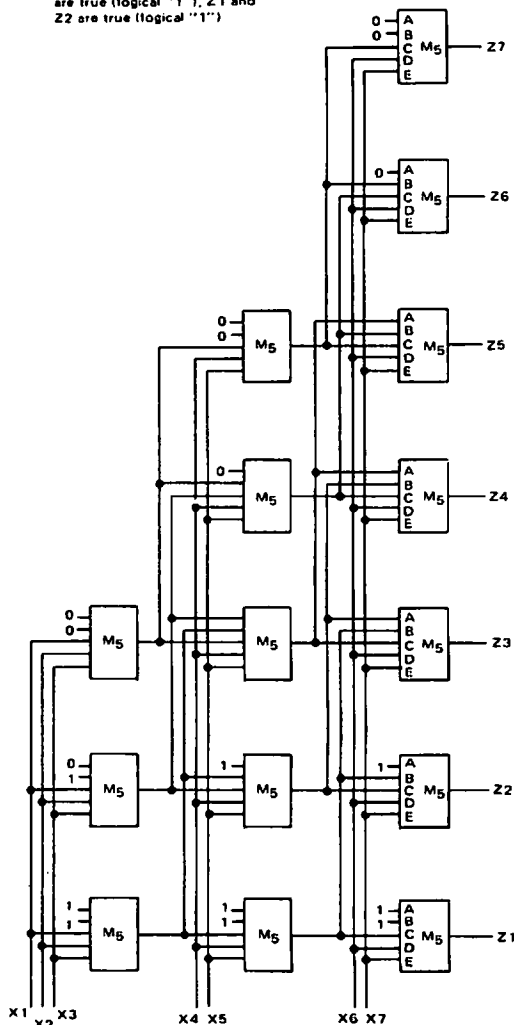 are true (logical "1"), Z1 and
Z2 are true (logical "1")
0 A
0 B
C M5 Z7
D
E
0 A
B
C M5 Z6
D
E
0 A
0 B
M5 C M5 Z5
D
E
0 A
B
M5 C M5 Z4
D
E
0 A
0 B
M5 M5 C M5 Z3
D
E
0 1 1 A
1 B
M5 M5 C M5 Z2
D
E
1 1 1 A
1 1 1 B
M5 M5 C M5 Z1
D
E
X1 X2 X3 X4 X5 X6 X7